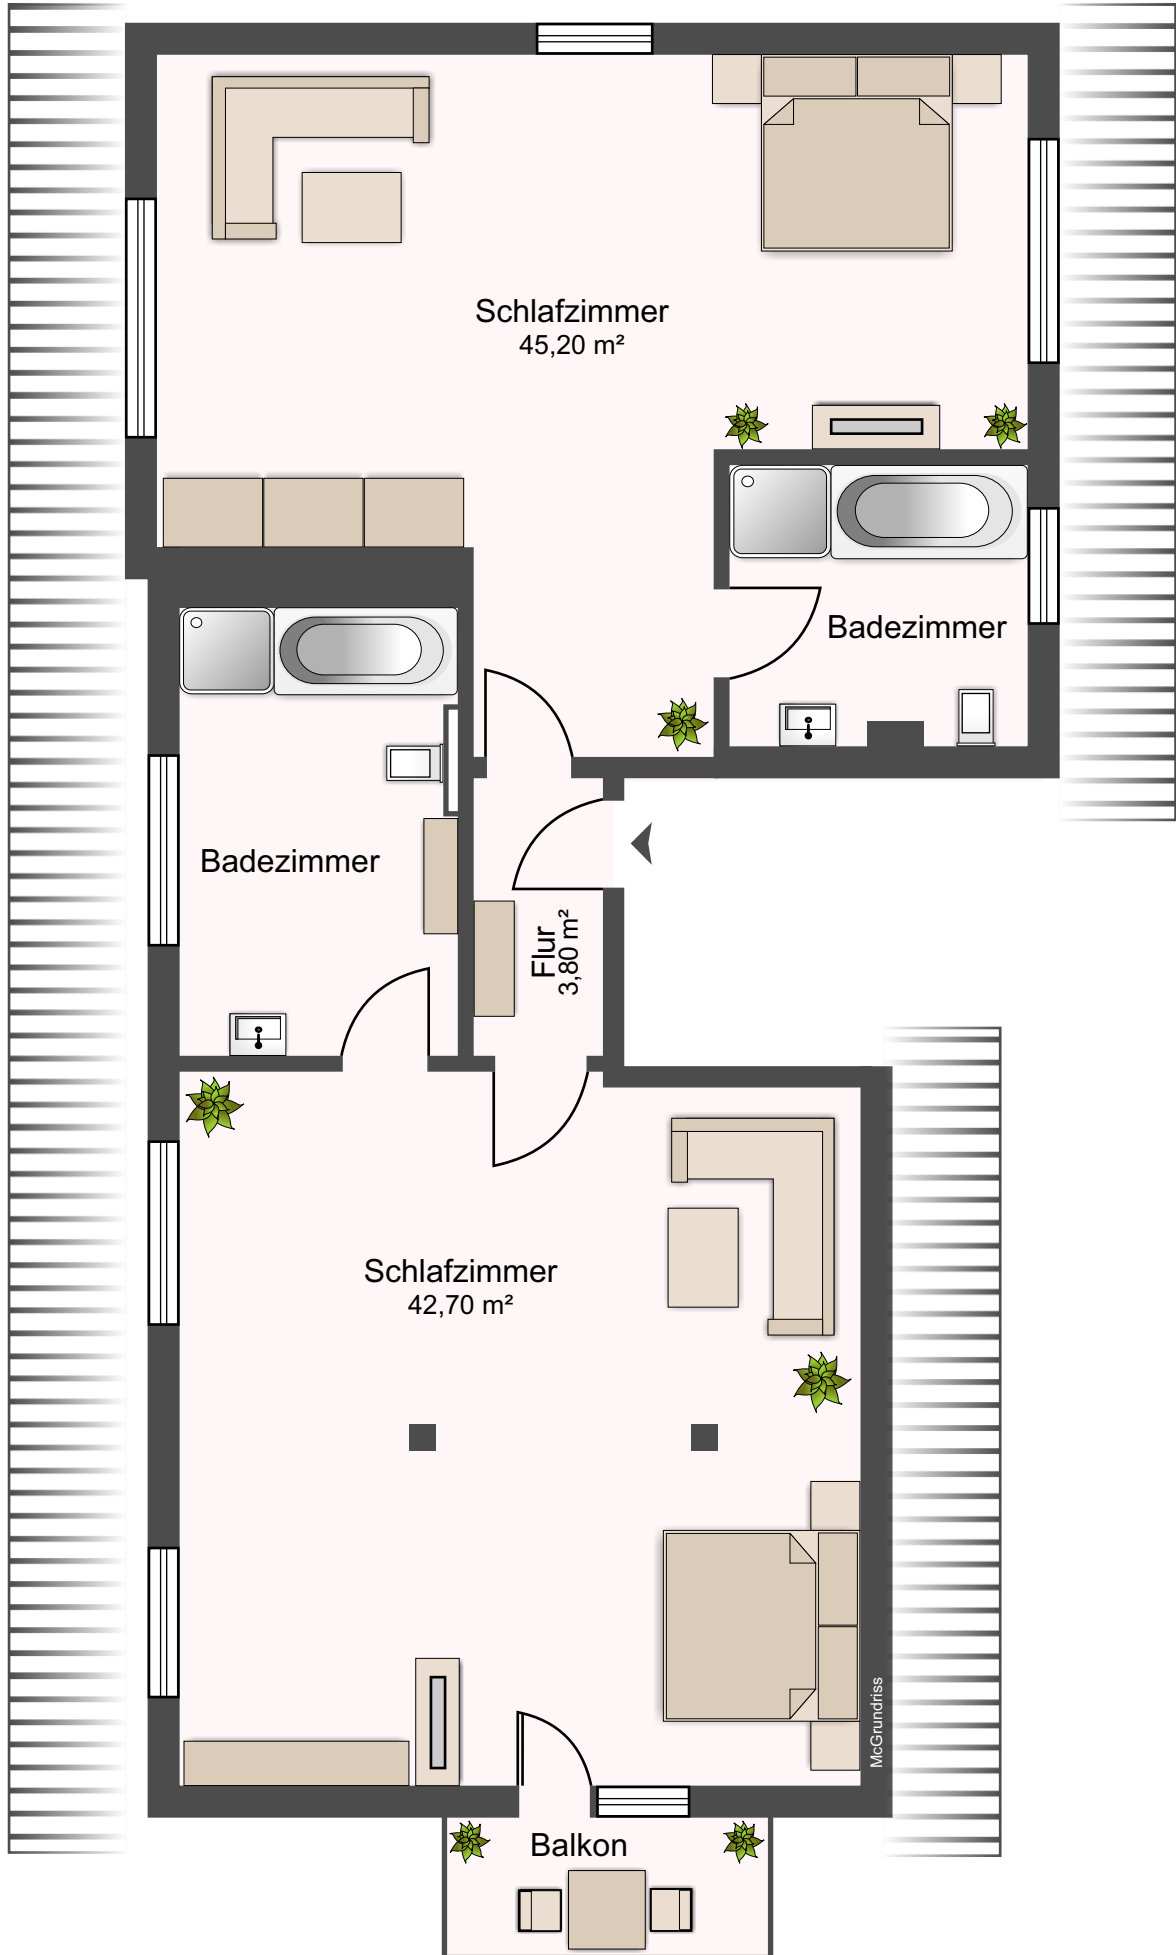 Schlafzimmer
45,20 m²
Badezimmer
Badezimmer
Flur
3,80 m²
Schlafzimmer
42,70 m²
McGrundriss
Balkon